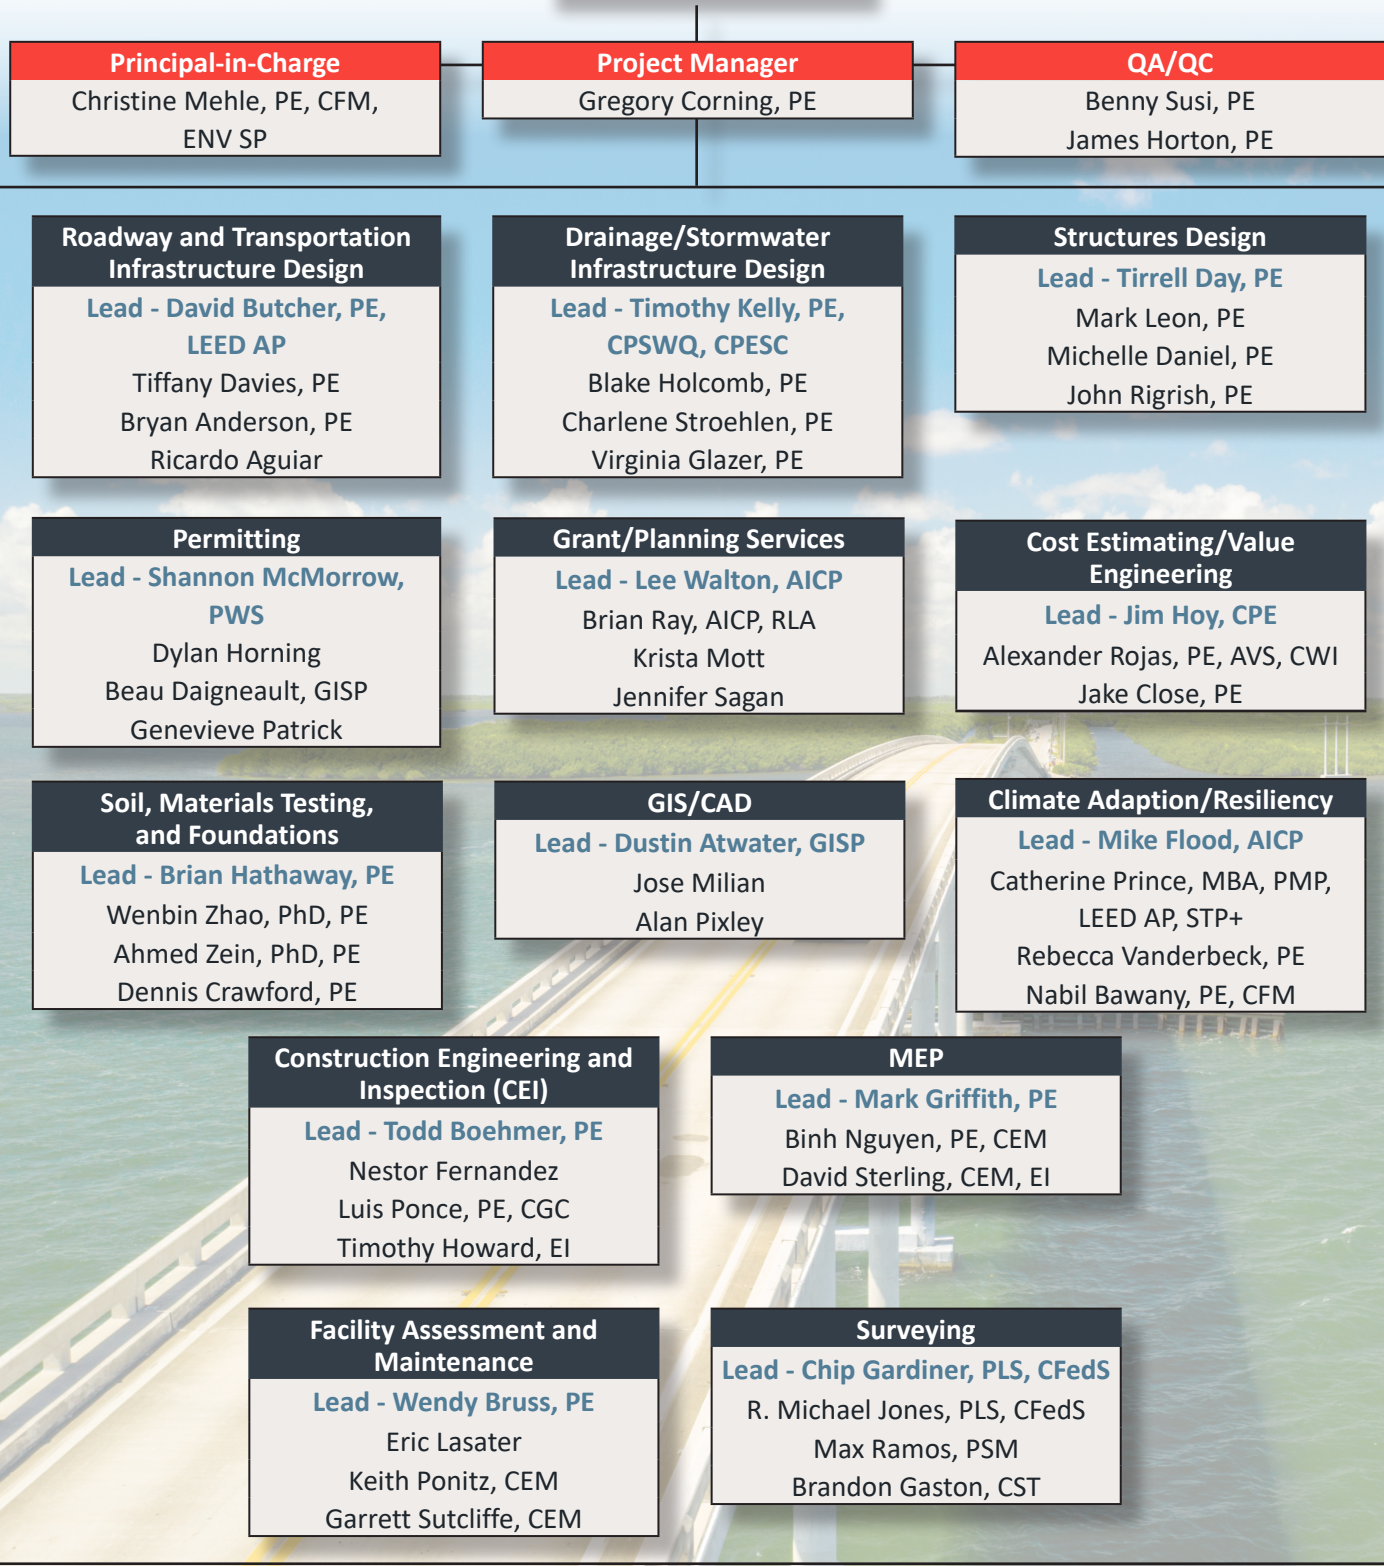 Principal-in-Charge
Christine Mehle, PE, CFM,
ENV SP
Project Manager
Gregory Corning, PE
QA/QC
Benny Susi, PE
James Horton, PE
Roadway and Transportation
Infrastructure Design
Lead - David Butcher, PE,
LEED AP
Tiffany Davies, PE
Bryan Anderson, PE
Ricardo Aguiar
Drainage/Stormwater
Infrastructure Design
Lead - Timothy Kelly, PE,
CPSWQ, CPESC
Blake Holcomb, PE
Charlene Stroehlen, PE
Virginia Glazer, PE
Structures Design
Lead - Tirrell Day, PE
Mark Leon, PE
Michelle Daniel, PE
John Rigrish, PE
Permitting
Lead - Shannon McMorrow,
PWS
Dylan Horning
Beau Daigneault, GISP
Genevieve Patrick
Grant/Planning Services
Lead - Lee Walton, AICP
Brian Ray, AICP, RLA
Krista Mott
Jennifer Sagan
Cost Estimating/Value
Engineering
Lead - Jim Hoy, CPE
Alexander Rojas, PE, AVS, CWI
Jake Close, PE
Soil, Materials Testing,
and Foundations
Lead - Brian Hathaway, PE
Wenbin Zhao, PhD, PE
Ahmed Zein, PhD, PE
Dennis Crawford, PE
GIS/CAD
Lead - Dustin Atwater, GISP
Jose Milian
Alan Pixley
Climate Adaption/Resiliency
Lead - Mike Flood, AICP
Catherine Prince, MBA, PMP,
LEED AP, STP+
Rebecca Vanderbeck, PE
Nabil Bawany, PE, CFM
Construction Engineering and
Inspection (CEI)
Lead - Todd Boehmer, PE
Nestor Fernandez
Luis Ponce, PE, CGC
Timothy Howard, EI
MEP
Lead - Mark Griffith, PE
Binh Nguyen, PE, CEM
David Sterling, CEM, EI
Facility Assessment and
Maintenance
Lead - Wendy Bruss, PE
Eric Lasater
Keith Ponitz, CEM
Garrett Sutcliffe, CEM
Surveying
Lead - Chip Gardiner, PLS, CFedS
R. Michael Jones, PLS, CFedS
Max Ramos, PSM
Brandon Gaston, CST